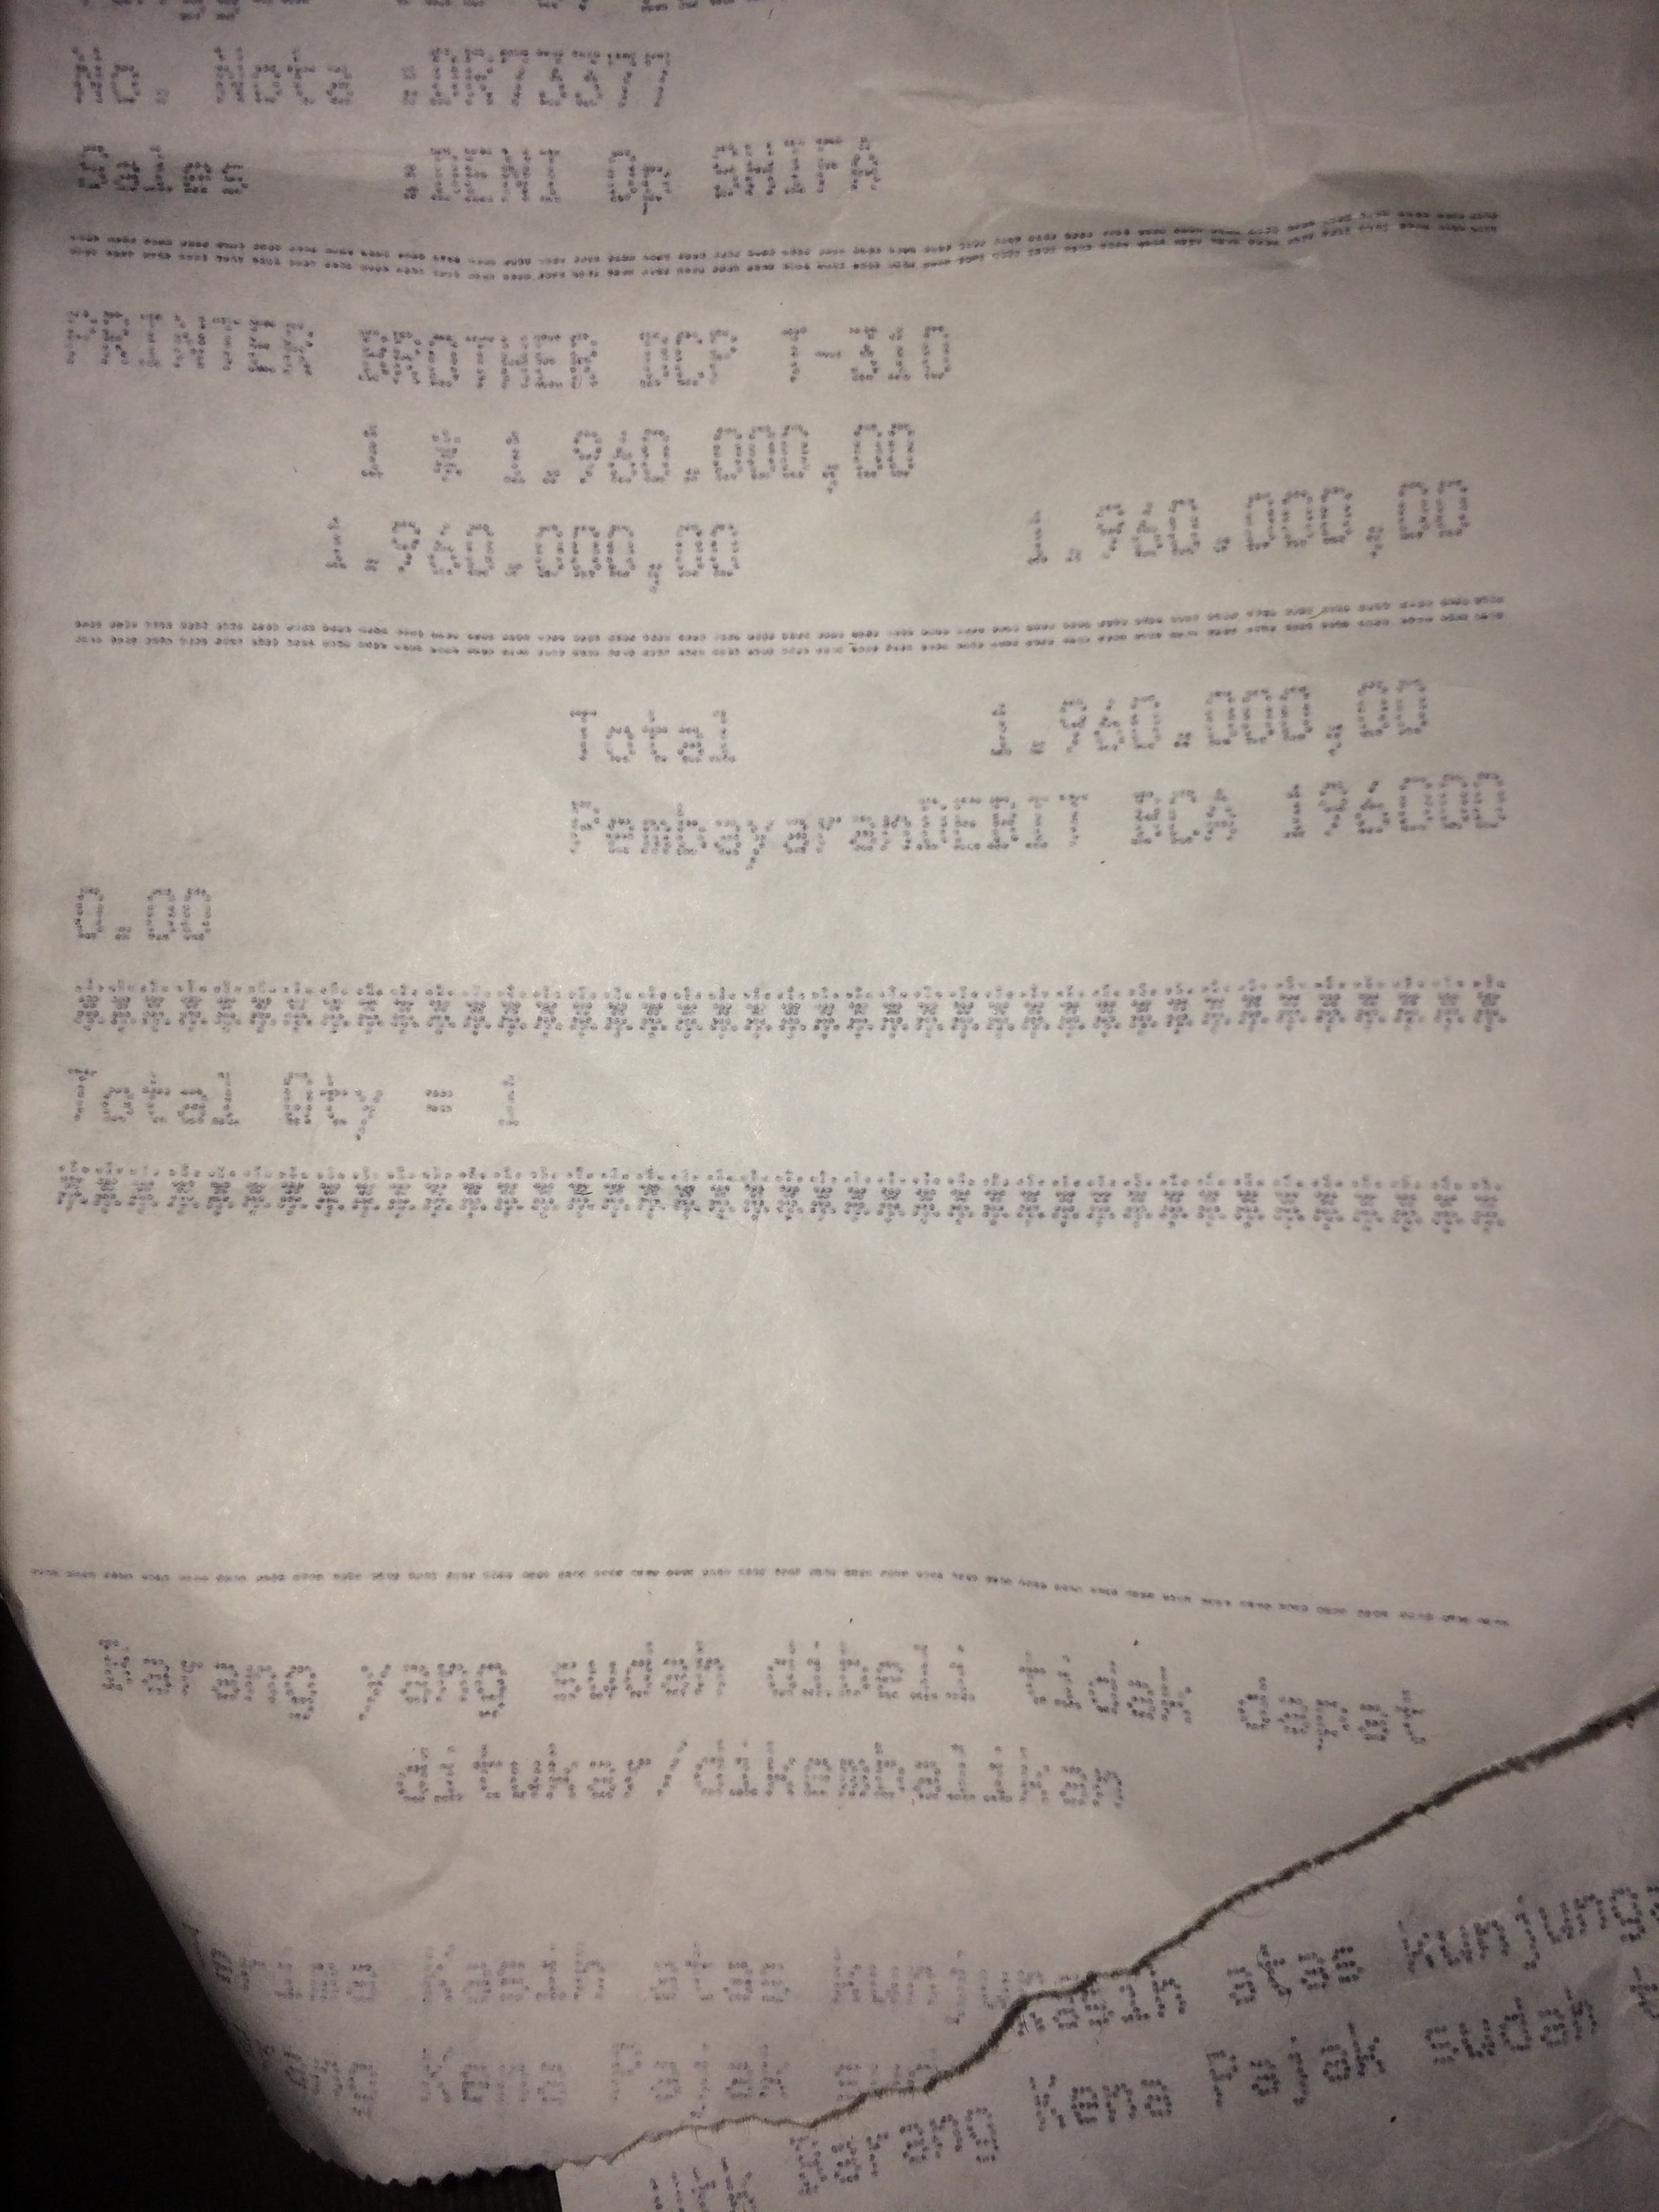 No. Nota :DR73377
Sales :DENI Op SHIFA
PRINTER BROTHER DCP T-310
1 * 1.960.000,00
1.960.000,00 1.960.000,00
Total 1.960.000,00
PembayaranDEBIT BCA 196000
0.00
****************************************
Total Qty = 1
****************************************
Barang yang sudah dibeli tidak dapat
ditukar/dikembalikan
Kasih atas
Kena Pajak
Kasih atas
Barang Kena Pajak sudah